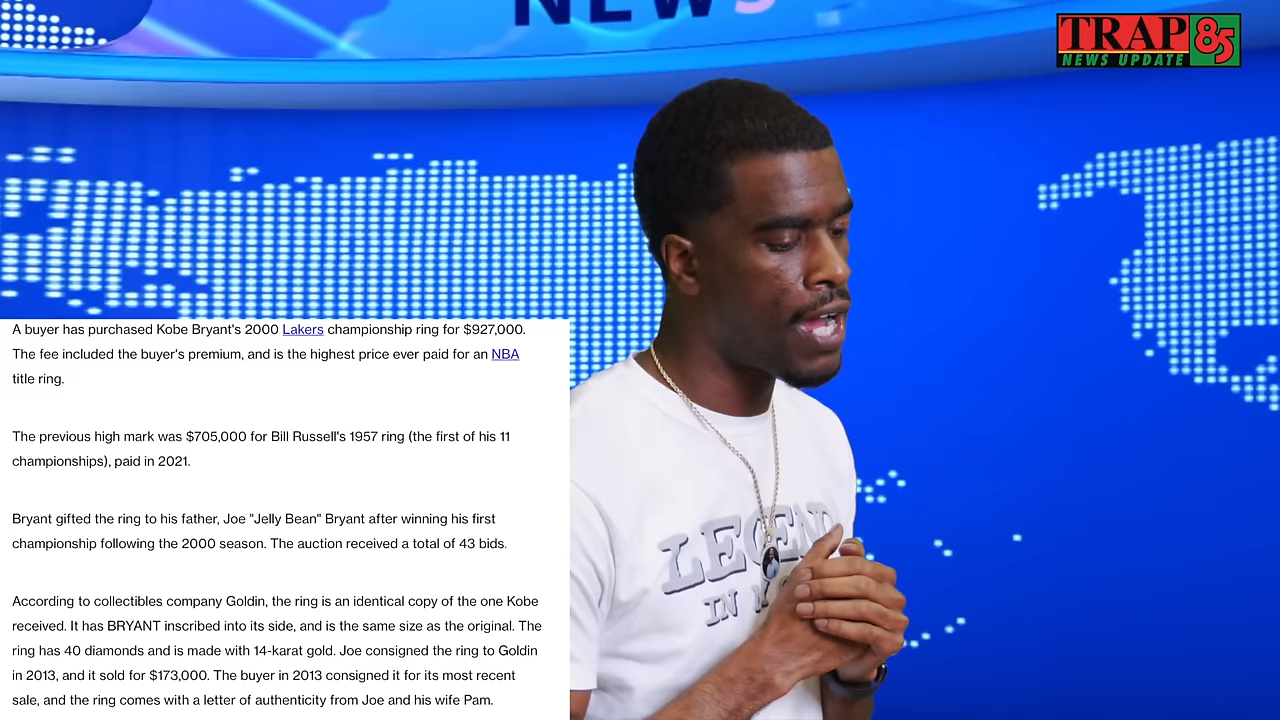 NEWS
TRAP 85
NEWS UPDATE
A buyer has purchased Kobe Bryant's 2000 Lakers championship ring for $927,000.
The fee included the buyer's premium, and is the highest price ever paid for an NBA
title ring.
The previous high mark was $705,000 for Bill Russell's 1957 ring (the first of his 11
championships), paid in 2021.
Bryant gifted the ring to his father, Joe "Jelly Bean" Bryant after winning his first
championship following the 2000 season. The auction received a total of 43 bids.
According to collectibles company Goldin, the ring is an identical copy of the one Kobe
received. It has BRYANT inscribed into its side, and is the same size as the original. The
ring has 40 diamonds and is made with 14-karat gold. Joe consigned the ring to Goldin
in 2013, and it sold for $173,000. The buyer in 2013 consigned it for its most recent
sale, and the ring comes with a letter of authenticity from Joe and his wife Pam.
LEGEND
IN